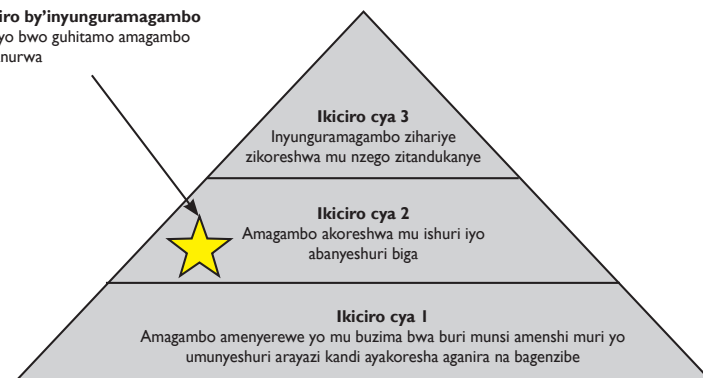 iro by’inyunguramagambo
yo bwo guhitamo amagambo
nurwa
Ikiciro cya 3
Inyunguramagambo zihariye
zikoreshwa mu nzego zitandukanye
Ikiciro cya 2
Amagambo akoreshwa mu ishuri iyo
abanyeshuri biga
Ikiciro cya 1
Amagambo amenyerewe yo mu buzima bwa buri munsi amenshi muri yo
umunyeshuri arayazi kandi ayakoresha aganira na bagenzibe